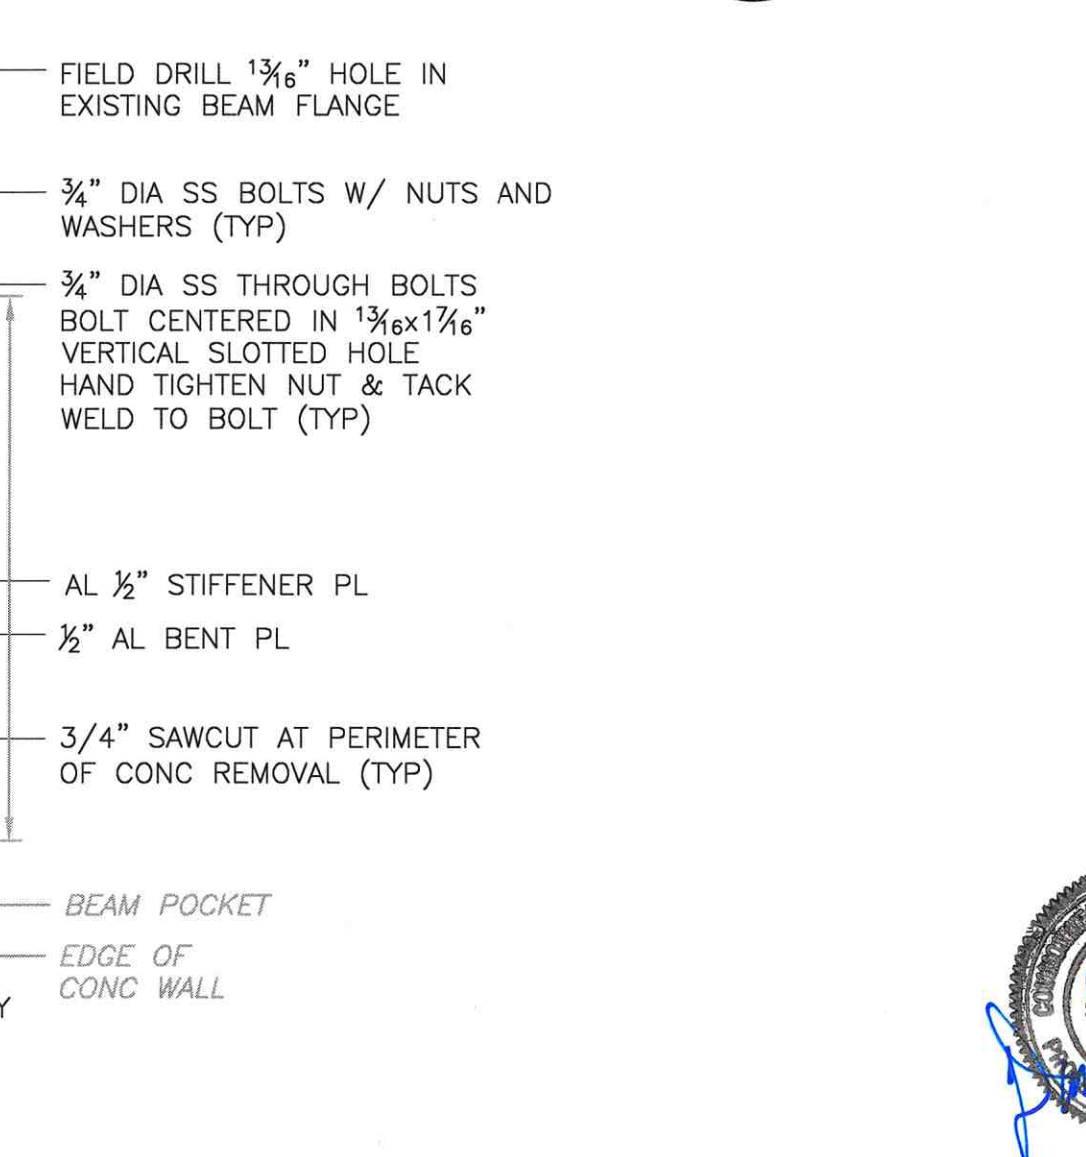 FIELD DRILL 13/16" HOLE IN
EXISTING BEAM FLANGE
3/4" DIA SS BOLTS W/ NUTS AND
WASHERS (TYP)
3/4" DIA SS THROUGH BOLTS
BOLT CENTERED IN 13/16x17/16"
VERTICAL SLOTTED HOLE
HAND TIGHTEN NUT & TACK
WELD TO BOLT (TYP)
AL 1/2" STIFFENER PL
1/2" AL BENT PL
3/4" SAWCUT AT PERIMETER
OF CONC REMOVAL (TYP)
BEAM POCKET
EDGE OF
CONC WALL
Y